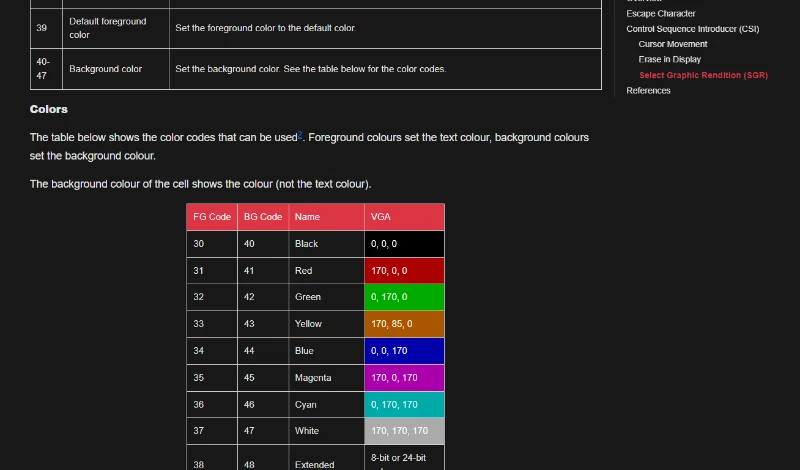 39 Default foreground color Set the foreground color to the default color.
40-47 Background color Set the background color. See the table below for the color codes.
Colors
The table below shows the color codes that can be used2. Foreground colours set the text colour, background colours
set the background colour.
The background colour of the cell shows the colour (not the text colour).
FG Code BG Code Name VGA
30 40 Black 0, 0, 0
31 41 Red 170, 0, 0
32 42 Green 0, 170, 0
33 43 Yellow 170, 85, 0
34 44 Blue 0, 0, 170
35 45 Magenta 170, 0, 170
36 46 Cyan 0, 170, 170
37 47 White 170, 170, 170
38 48 Extended 8-bit or 24-bit
Escape Character
Control Sequence Introducer (CSI)
Cursor Movement
Erase in Display
Select Graphic Rendition (SGR)
References